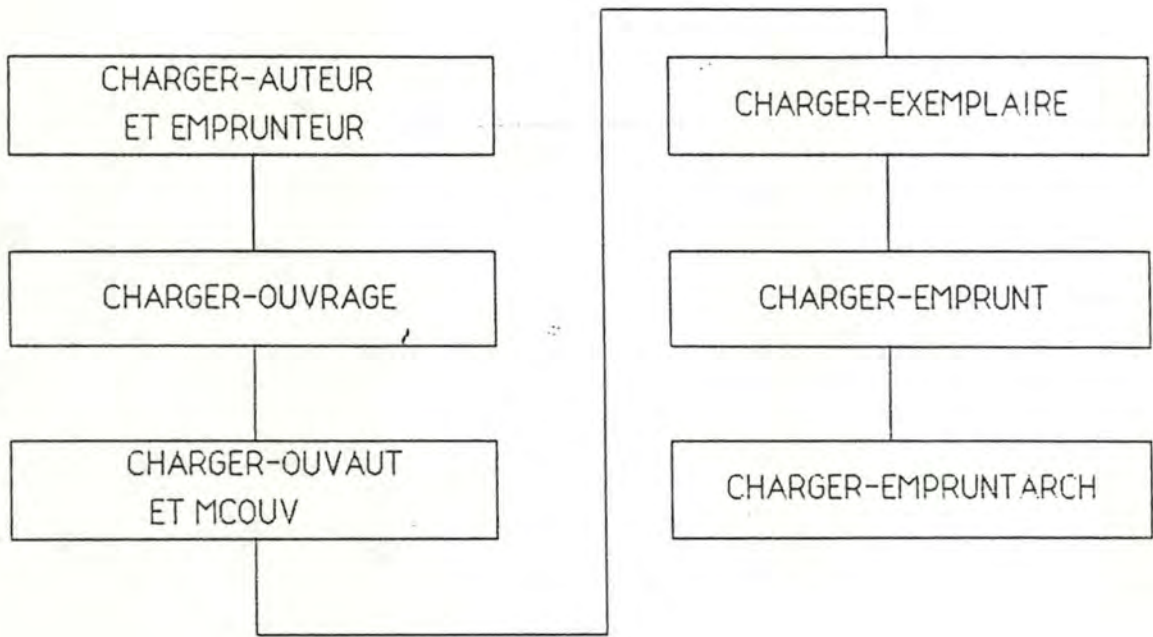 CHARGER-AUTEUR
ET EMPRUNTEUR
CHARGER-OUVRAGE
CHARGER-OUVAUT
ET MCOUV
CHARGER-EXEMPLAIRE
CHARGER-EMPRUNT
CHARGER-EMPRUNTARCH